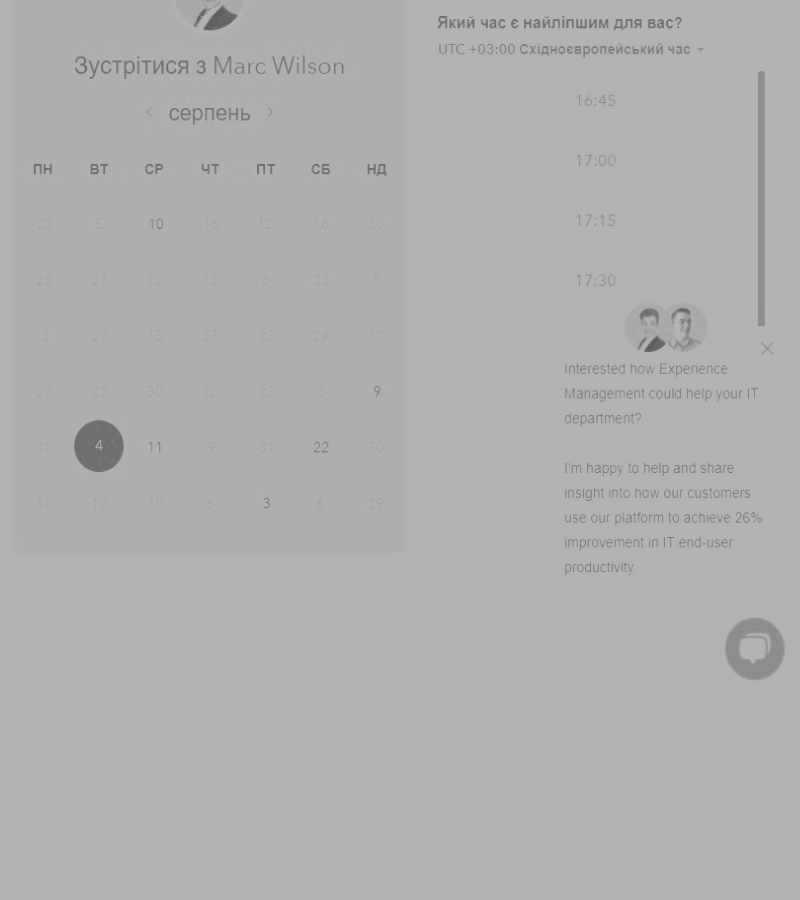 Зустрітися з Marc Wilson
серпень
ПН ВТ СР ЧТ ПТ СБ НД
23 5 10 16 12 18 30
25 27 12 13 8 23 6
3 29 13 27 23 29 10
20 22 30 12 23 3 9
10 4 11 9 31 22 30
12 12 10 6 3 6 29
Який час є найліпшим для вас?
UTC +03:00 Східноєвропейський час
16:45
17:00
17:15
17:30
Interested how Experience
Management could help your IT
department?
I'm happy to help and share
insight into how our customers
use our platform to achieve 26%
improvement in IT end-user
productivity.